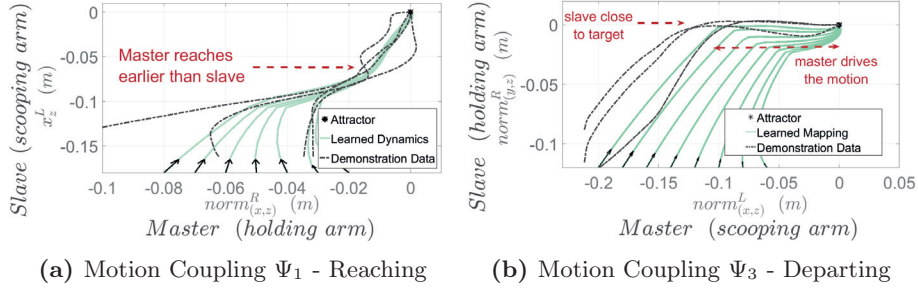 0
-0.05
-0.1
-0.15
Slave (scooping arm)
x_z^L (m)
Master reaches
earlier than slave
Attractor
Learned Dynamics
Demonstration Data
-0.1
-0.08
-0.06
-0.04
-0.02
0
norm^R_(x,z) (m)
Master (holding arm)
(a) Motion Coupling Ψ1 - Reaching
0
-0.05
-0.1
Slave (holding arm)
norm^R_(y,z) (m)
slave close
to target
master drives
the motion
Attractor
Learned Mapping
Demonstration Data
-0.2
-0.15
-0.1
-0.05
0
0.05
norm^L_(x,z) (m)
Master (scooping arm)
(b) Motion Coupling Ψ3 - Departing